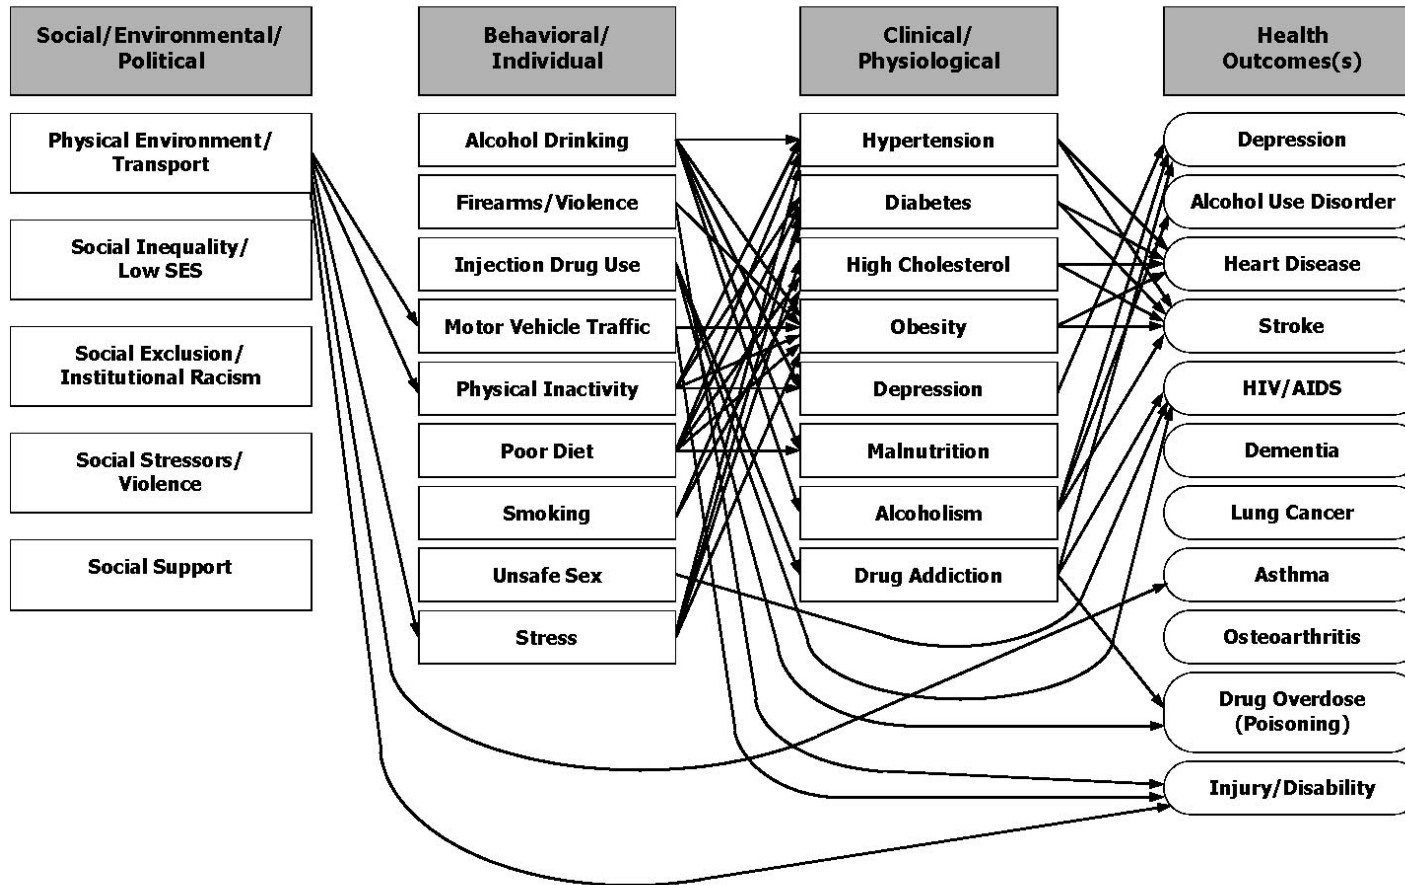 Social/Environmental/
Political
Behavioral/
Individual
Clinical/
Physiological
Health
Outcomes(s)
Physical Environment/
Transport
Social Inequality/
Low SES
Social Exclusion/
Institutional Racism
Social Stressors/
Violence
Social Support
Alcohol Drinking
Firearms/Violence
Injection Drug Use
Motor Vehicle Traffic
Physical Inactivity
Poor Diet
Smoking
Unsafe Sex
Stress
Hypertension
Diabetes
High Cholesterol
Obesity
Depression
Malnutrition
Alcoholism
Drug Addiction
Depression
Alcohol Use Disorder
Heart Disease
Stroke
HIV/AIDS
Dementia
Lung Cancer
Asthma
Osteoarthritis
Drug Overdose
(Poisoning)
Injury/Disability